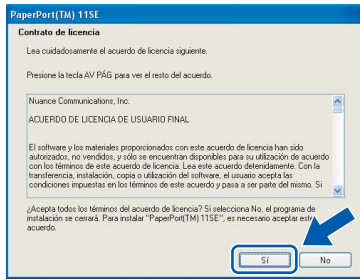 PaperPort(TM) 11SE
Contrato de licencia
Lea cuidadosamente el acuerdo de licencia siguiente.
Presione la tecla AV PÁG para ver el resto del acuerdo.
Nuance Communications, Inc.
ACUERDO DE LICENCIA DE USUARIO FINAL
El software y los materiales proporcionados con este acuerdo de licencia han sido
autorizados, no vendidos, y sólo se encuentran disponibles para su utilización de acuerdo
con los términos de este acuerdo de licencia. Lea este acuerdo detenidamente. Con la
transferencia, instalación, copia o utilización del software, el usuario acepta las
condiciones impuestas en los términos de este acuerdo y pasa a ser parte del mismo. Si
¿Acepta todos los términos del acuerdo de licencia? Si selecciona No, el programa de
instalación se cerrará. Para instalar "PaperPort(TM) 11SE", es necesario aceptar este
acuerdo.
Sí
No